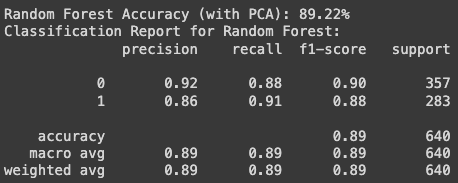 Random Forest Accuracy (with PCA): 89.22%
Classification Report for Random Forest:
              precision    recall  f1-score   support
           0       0.92      0.88      0.90       357
           1       0.86      0.91      0.88       283
    accuracy                           0.89       640
   macro avg       0.89      0.89      0.89       640
weighted avg       0.89      0.89      0.89       640